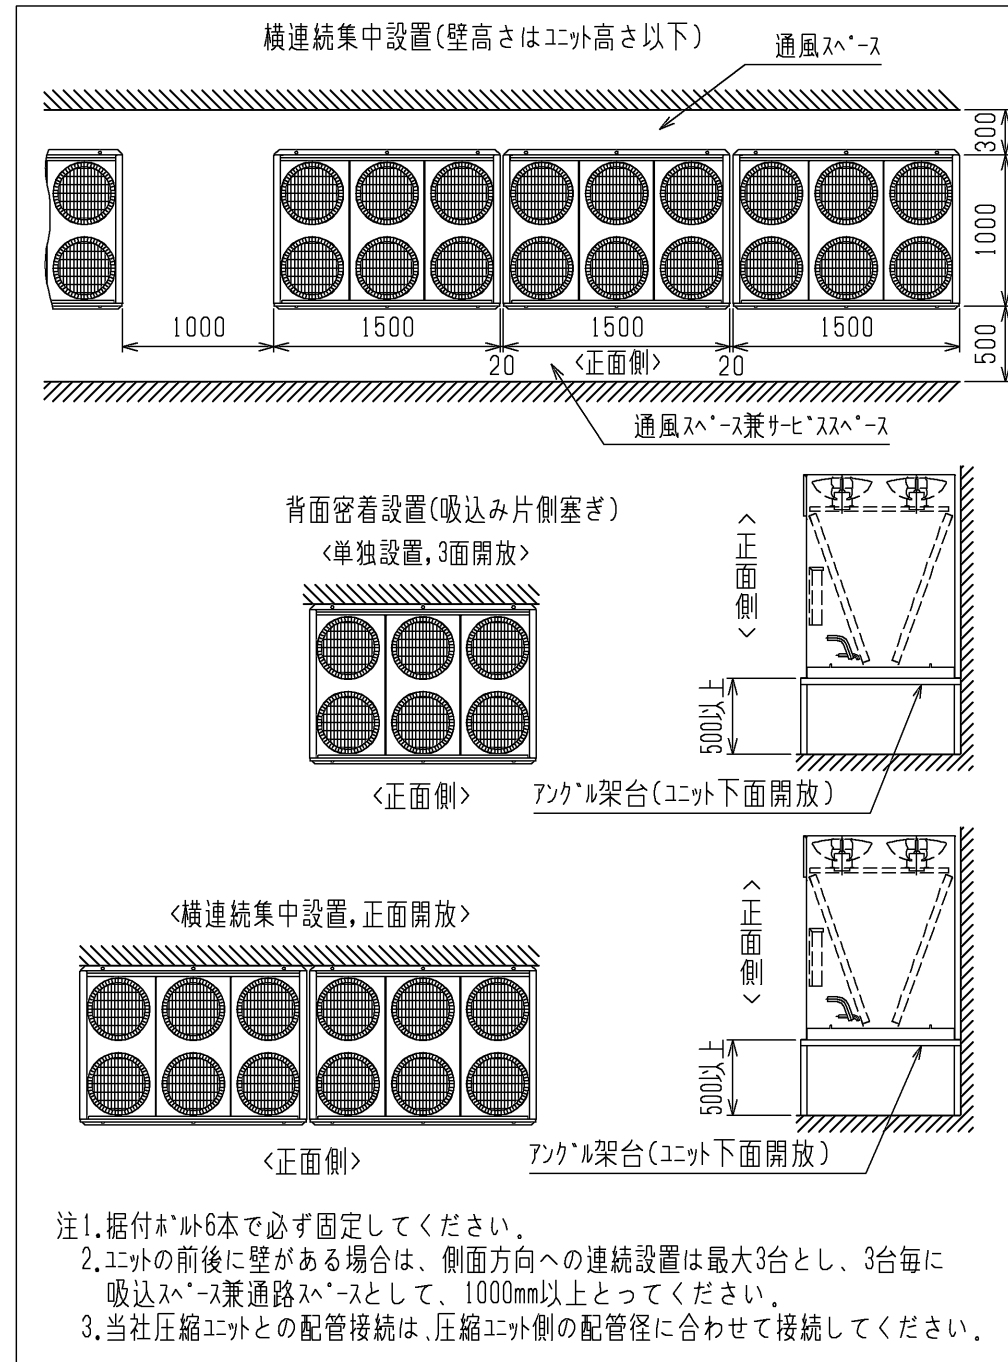 横連続集中設置(壁高さはユニット高さ以下)
通風スペース
300
1000
500
1000
1500
1500
1500
20
〈正面側〉
20
通風スペース兼サービススペース
背面密着設置(吸込み片側塞ぎ)
〈単独設置,3面開放〉
〈正面側〉
〈正面側〉
500以上
アングル架台(ユニット下面開放)
〈横連続集中設置,正面開放〉
〈正面側〉
〈正面側〉
500以上
アングル架台(ユニット下面開放)
注1.据付ボルト6本で必ず固定してください。
2.ユニットの前後に壁がある場合は、側面方向への連続設置は最大3台とし、3台毎に
吸込スペース兼通路スペースとして、1000mm以上とってください。
3.当社圧縮ユニットとの配管接続は、圧縮ユニット側の配管径に合わせて接続してください。